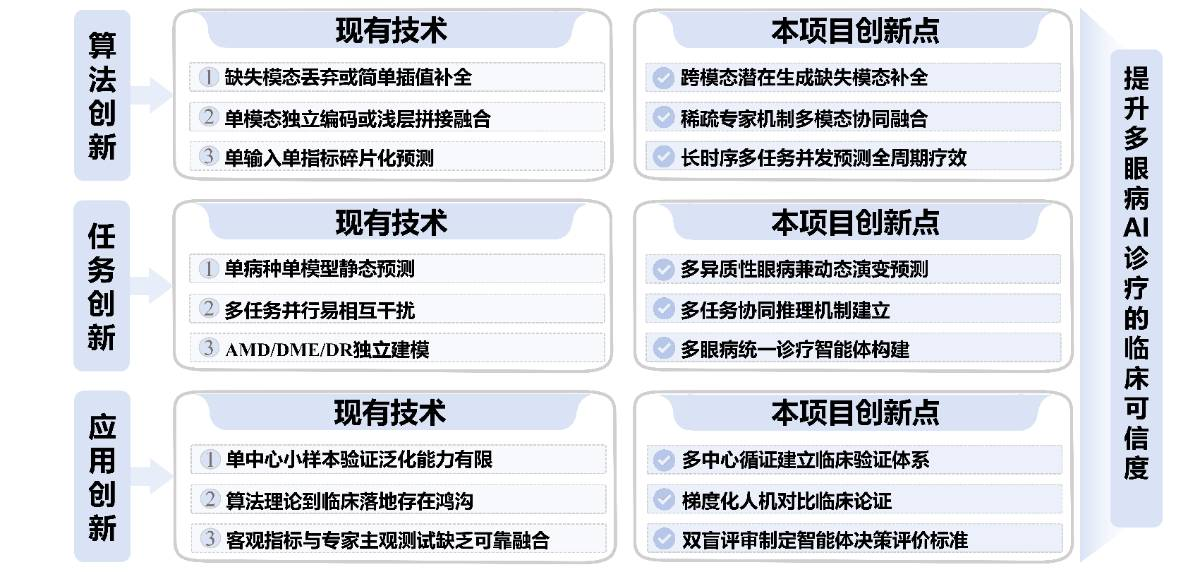 算法创新
现有技术
1 缺失模态丢弃或简单插值补全
2 单模态独立编码或浅层拼接融合
3 单输入单指标碎片化预测
本项目创新点
跨模态潜在生成缺失模态补全
稀疏专家机制多模态协同融合
长时序多任务并发预测全周期疗效
任务创新
现有技术
1 单病种单模型静态预测
2 多任务并行易相互干扰
3 AMD/DME/DR独立建模
本项目创新点
多异质性眼病兼动态演变预测
多任务协同推理机制建立
多眼病统一诊疗智能体构建
应用创新
现有技术
1 单中心小样本验证泛化能力有限
2 算法理论到临床落地存在鸿沟
3 客观指标与专家主观测试缺乏可靠融合
本项目创新点
多中心循证建立临床验证体系
梯度化人机对比临床论证
双盲评审制定智能体决策评价标准
提升多眼病AI诊疗的临床可信度